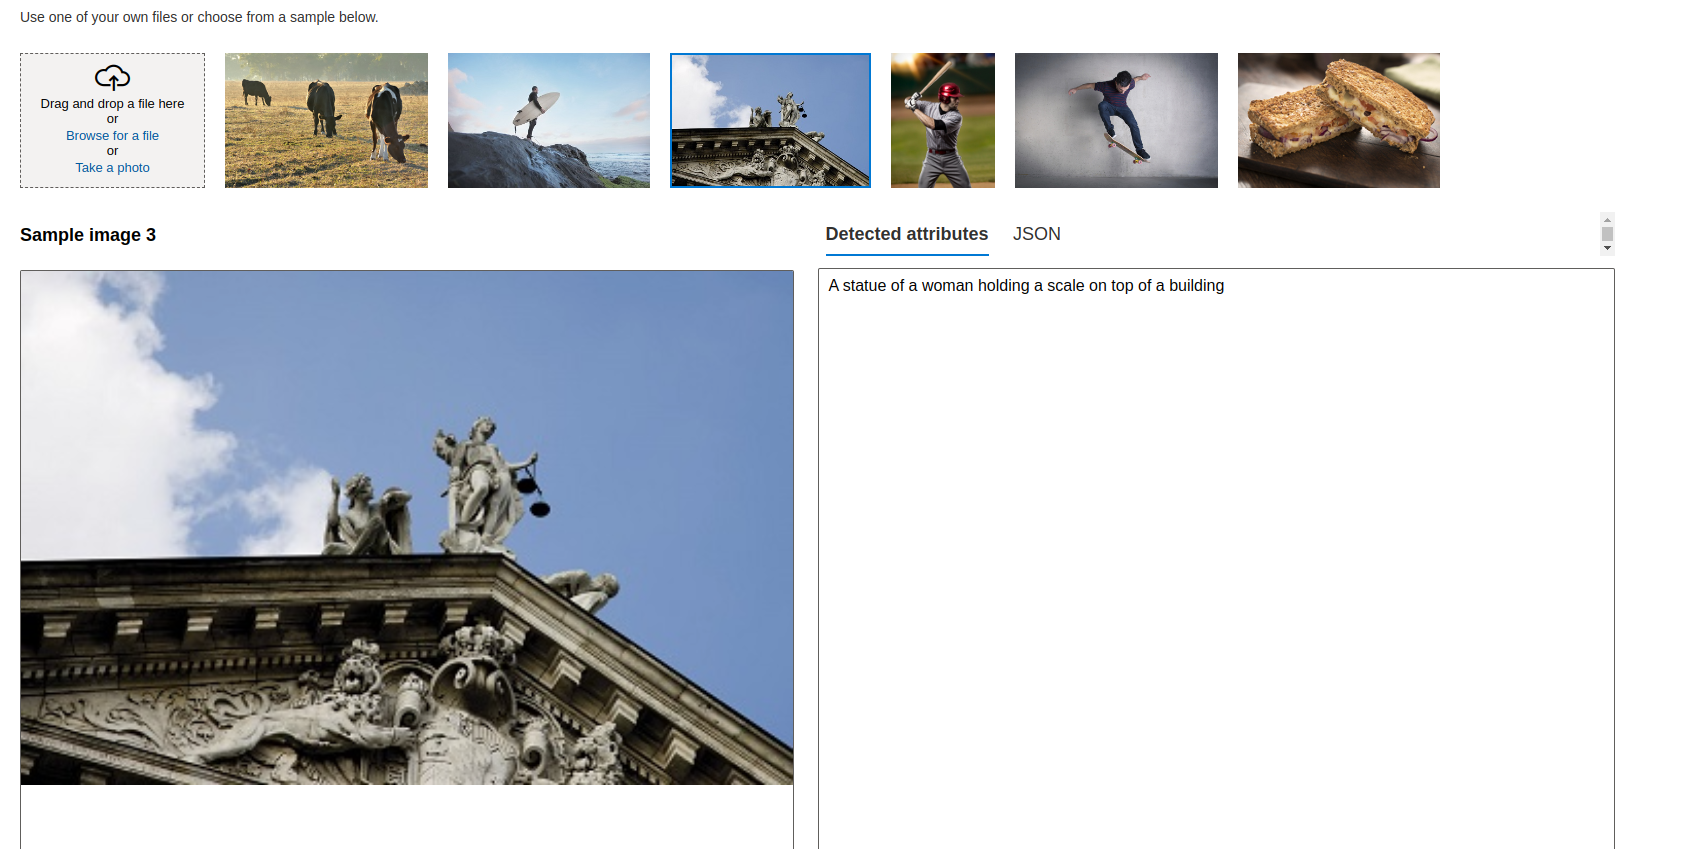 Use one of your own files or choose from a sample below.
Drag and drop a file here
or
Browse for a file
or
Take a photo
Sample image 3
Detected attributes
JSON
A statue of a woman holding a scale on top of a building